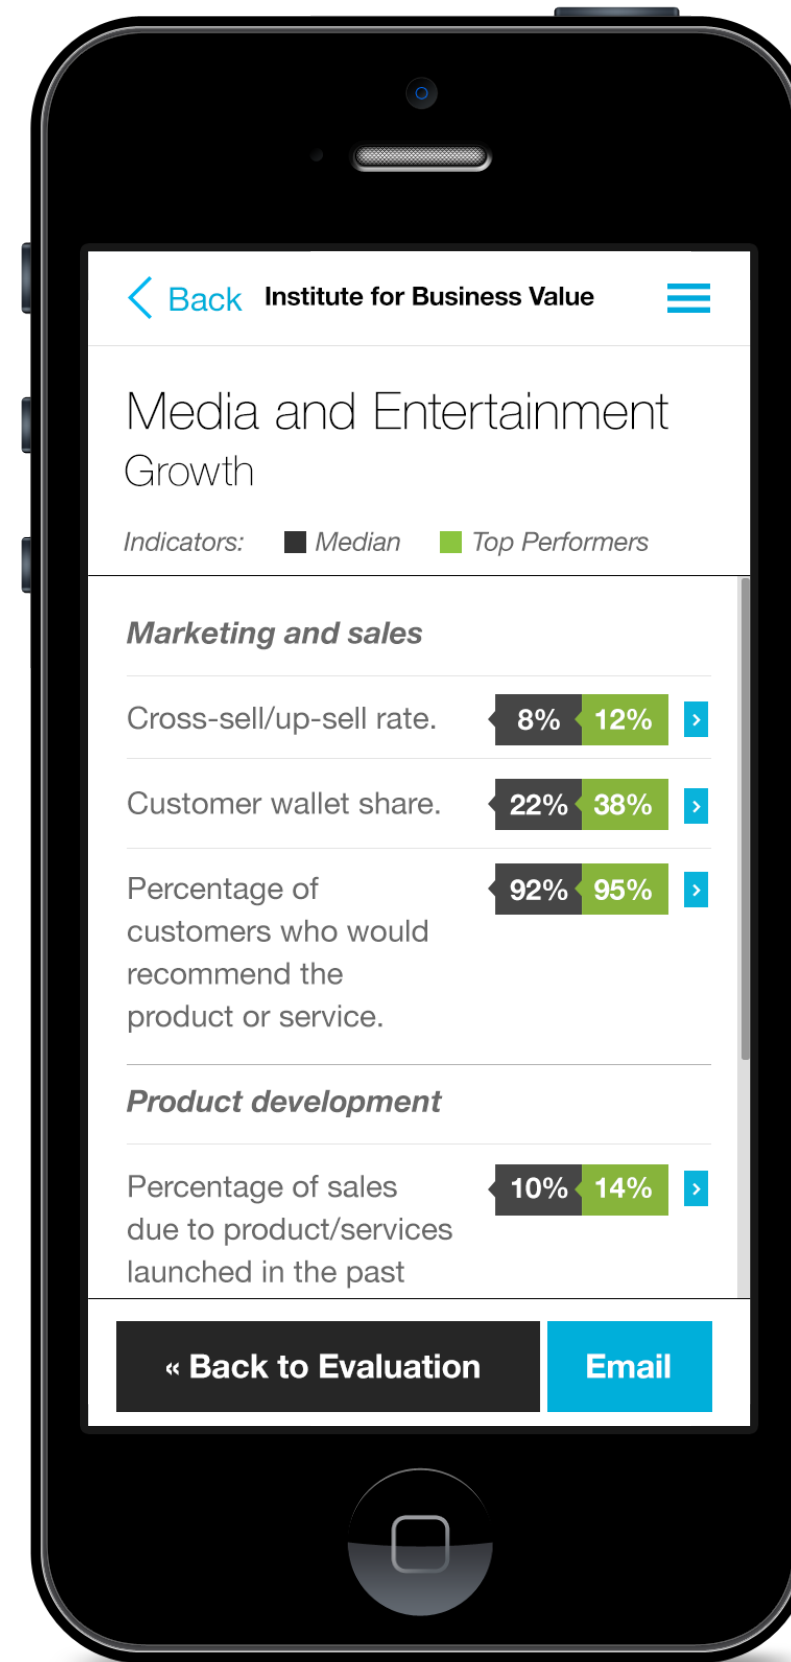 Back Institute for Business Value
Media and Entertainment
Growth
Indicators: Median Top Performers
Marketing and sales
Cross-sell/up-sell rate. 8% 12%
Customer wallet share. 22% 38%
Percentage of 92% 95%
customers who would
recommend the
product or service.
Product development
Percentage of sales 10% 14%
due to product/services
launched in the past
« Back to Evaluation Email